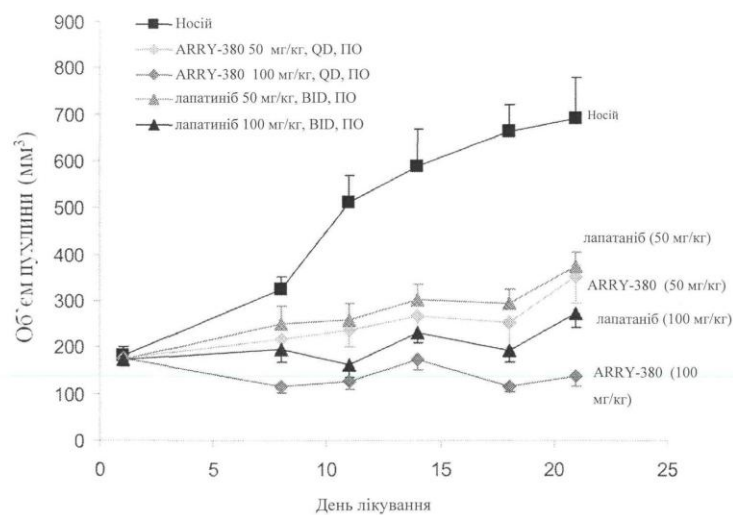 900
800
700
600
500
400
300
200
100
0
Об`єм пухлини (мм³)
Носій
ARRY-380 50 мг/кг, QD, ПО
ARRY-380 100 мг/кг, QD, ПО
лапатиніб 50 мг/кг, BID, ПО
лапатиніб 100 мг/кг, BID, ПО
Носій
лапатаніб (50 мг/кг)
ARRY-380 (50 мг/кг)
лапатаніб (100 мг/кг)
ARRY-380 (100
мг/кг)
0 5 10 15 20 25
День лікування